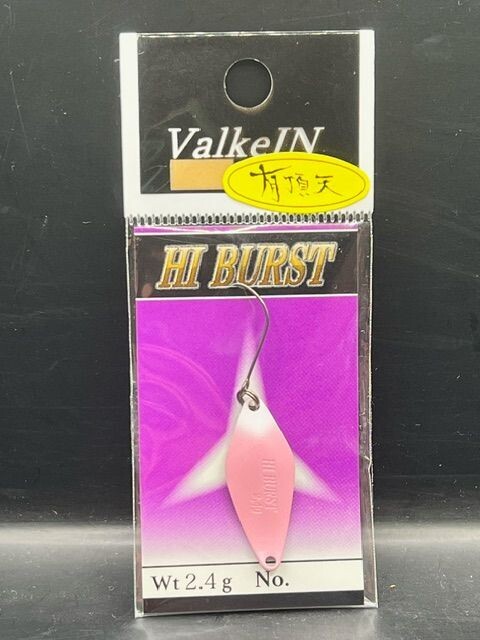 ValkeIN
有頂天
HI BURST
HI BURST
Wt 2.4 g No.